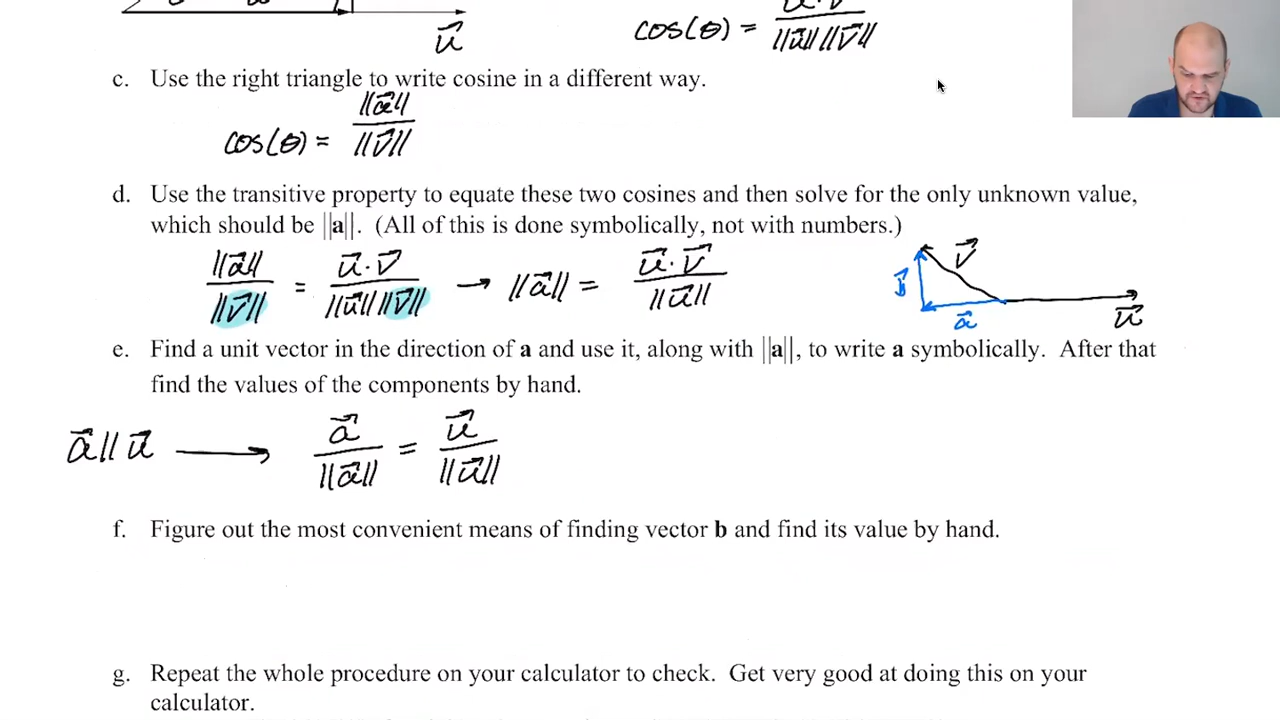 u⃗
cos(θ) = u⃗·v⃗ / ||u⃗|| ||v⃗||
c. Use the right triangle to write cosine in a different way.
cos(θ) = ||a⃗|| / ||v⃗||
d. Use the transitive property to equate these two cosines and then solve for the only unknown value,
which should be ||a||. (All of this is done symbolically, not with numbers.)
||a⃗|| / ||v⃗|| = u⃗·v⃗ / ||u⃗|| ||v⃗|| → ||a⃗|| = u⃗·v⃗ / ||u⃗||
v⃗
b⃗
a⃗
u⃗
e. Find a unit vector in the direction of a and use it, along with ||a||, to write a symbolically. After that
find the values of the components by hand.
a⃗ || u⃗ → a⃗ / ||a⃗|| = u⃗ / ||u⃗||
f. Figure out the most convenient means of finding vector b and find its value by hand.
g. Repeat the whole procedure on your calculator to check. Get very good at doing this on your
calculator.